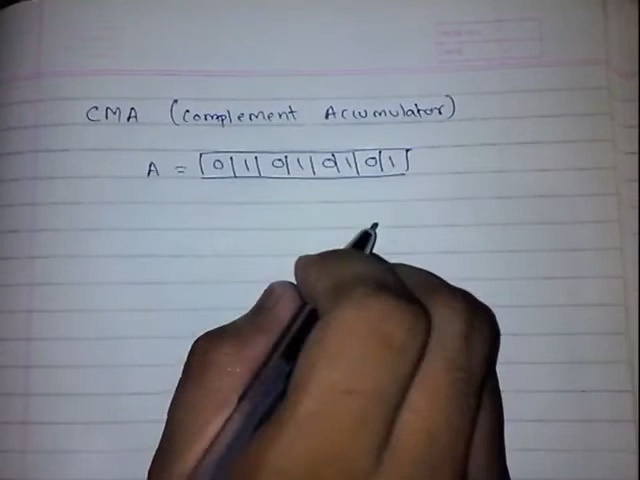 CMA (Complement Accumulator)
A = 0 1 0 1 0 1 0 1